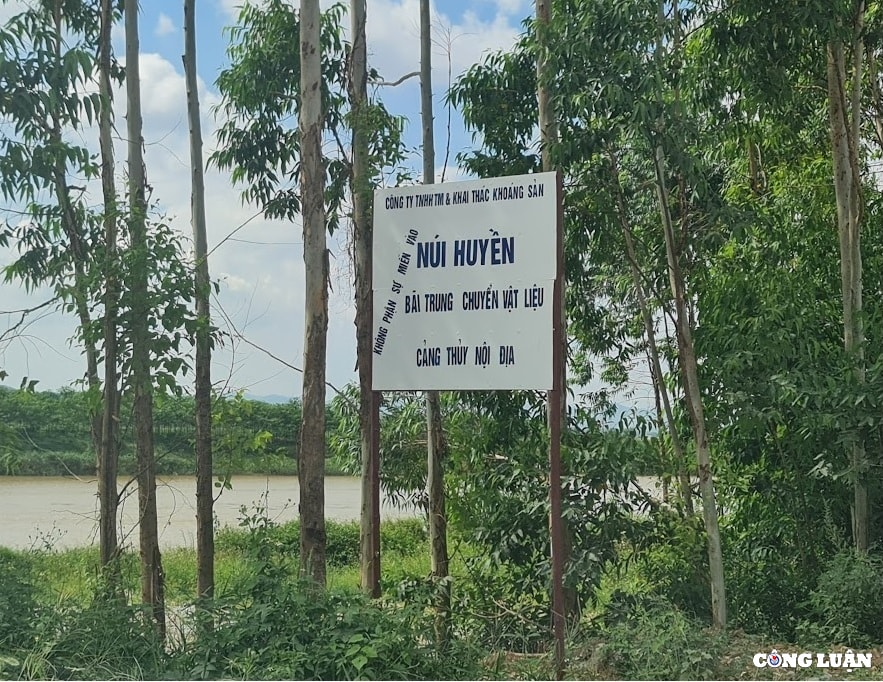 CÔNG TY TNHH TM & KHAI THÁC KHOÁNG SẢN
NÚI HUYỀN
KHÔNG PHẬN SỰ MIỄN VÀO
BÃI TRUNG CHUYỂN VẬT LIỆU
CẢNG THỦY NỘI ĐỊA
CÔNG LUẬN